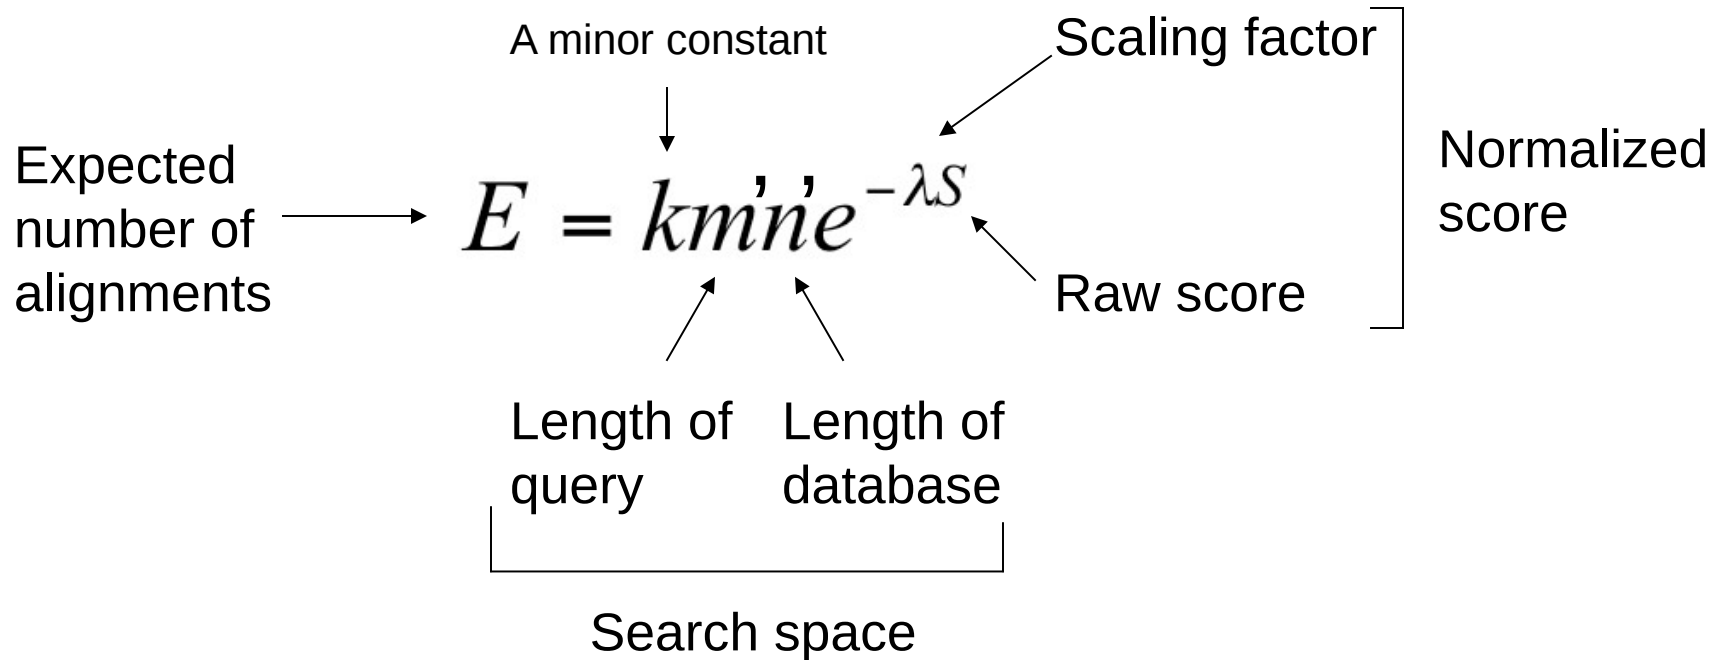 A minor constant
Scaling factor
Expected
number of
alignments
E = km’n’e^{-λS}
Normalized
score
Raw score
Length of
query
Length of
database
Search space